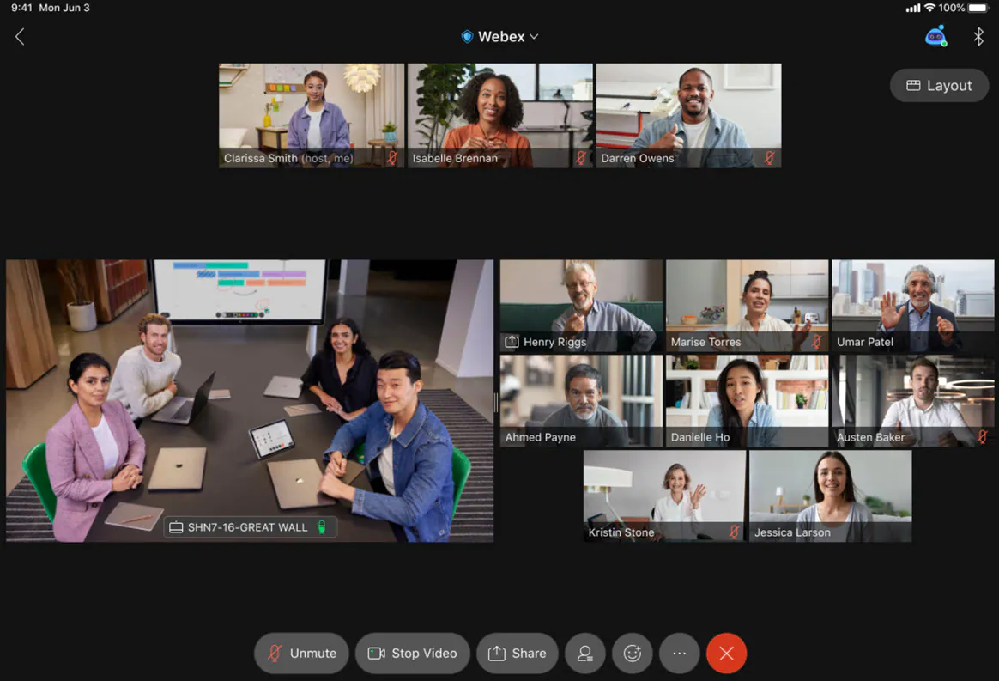 9:41 Mon Jun 3
100%
Webex
Layout
Clarissa Smith (host, me)
Isabelle Brennan
Darren Owens
Henry Riggs
Marise Torres
Umar Patel
Ahmed Payne
Danielle Ho
Austen Baker
SHN7-16-GREAT WALL
Kristin Stone
Jessica Larson
Unmute
Stop Video
Share